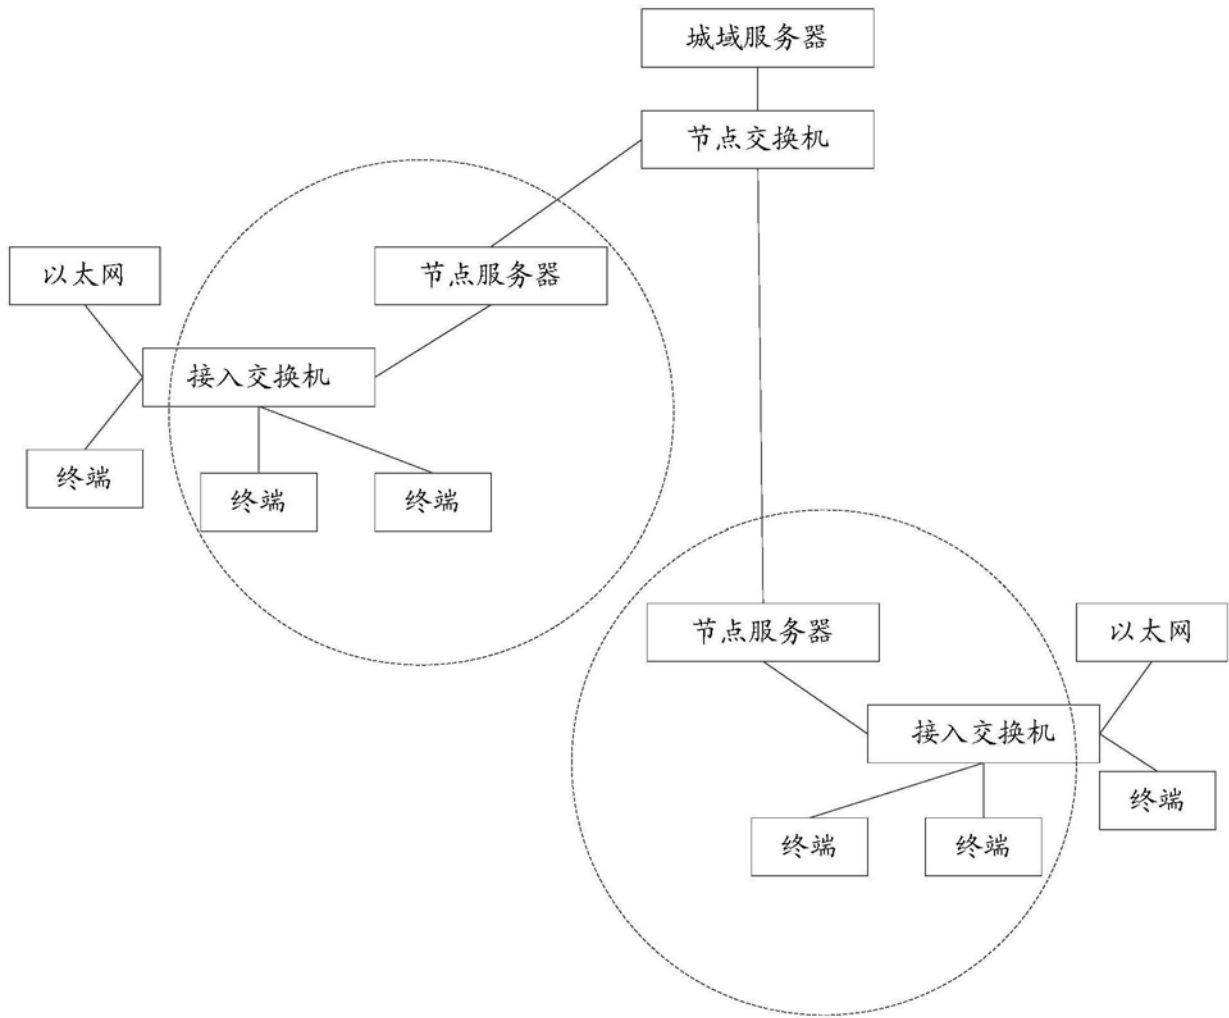 城域服务器
节点交换机
以太网
节点服务器
接入交换机
终端
终端
终端
节点服务器
以太网
接入交换机
终端
终端
终端